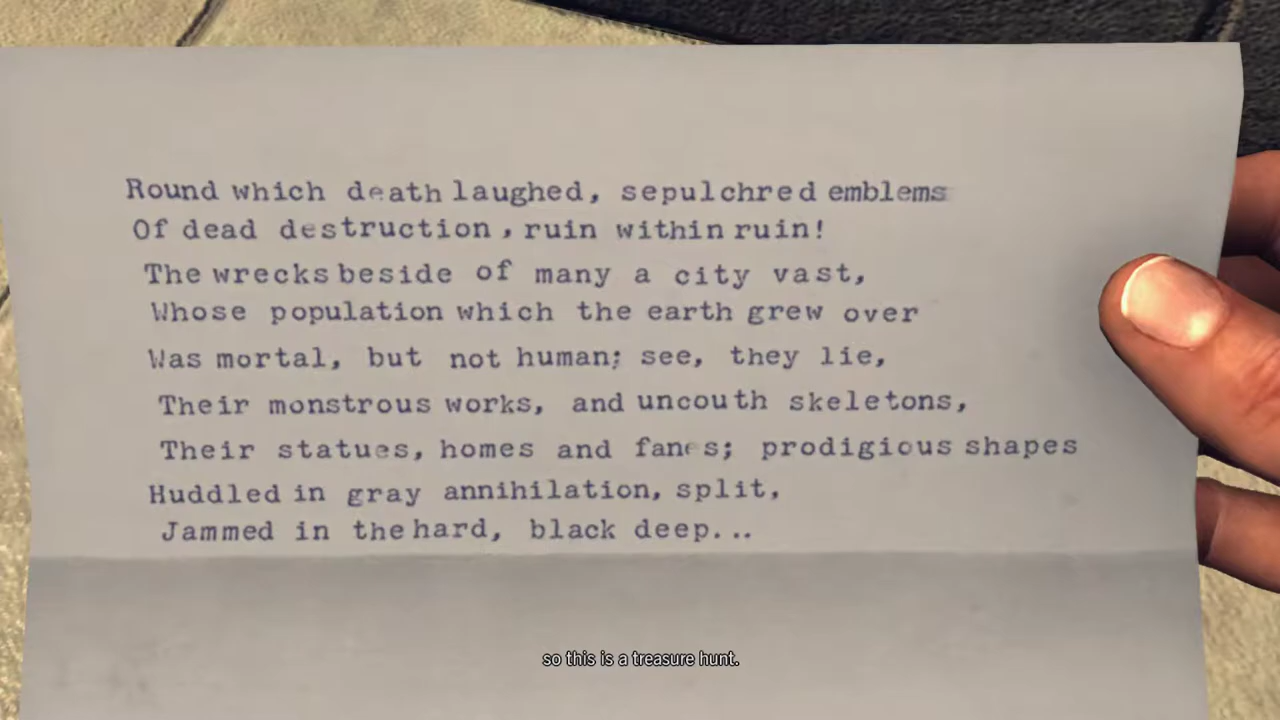 Round which death laughed, sepulchred emblems
Of dead destruction, ruin within ruin!
The wrecks beside of many a city vast,
Whose population which the earth grew over
Was mortal, but not human; see, they lie,
Their monstrous works, and uncouth skeletons,
Their statues, homes and fanes; prodigious shapes
Huddled in gray annihilation, split,
Jammed in the hard, black deep...
so this is a treasure hunt.